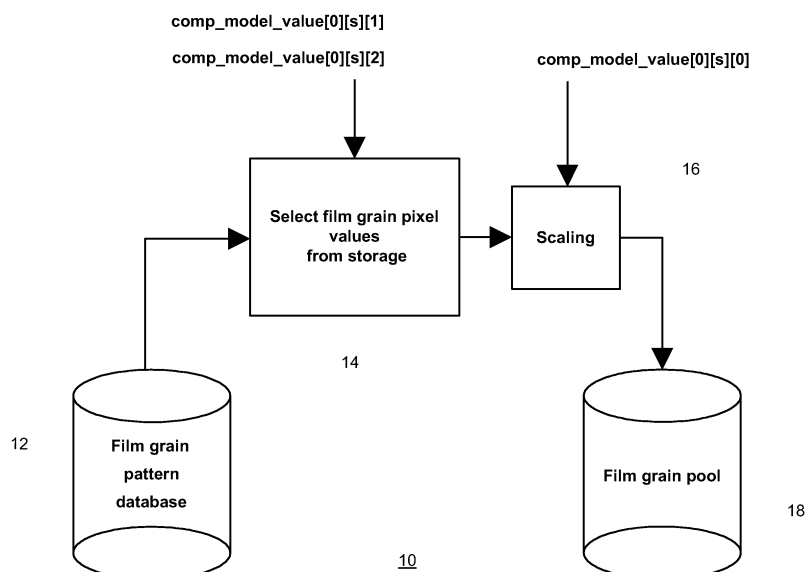 comp_model_value[0][s][1]
comp_model_value[0][s][2]
comp_model_value[0][s][0]
16
Select film grain pixel
values
from storage
Scaling
14
12
Film grain
pattern
database
Film grain pool
18
10